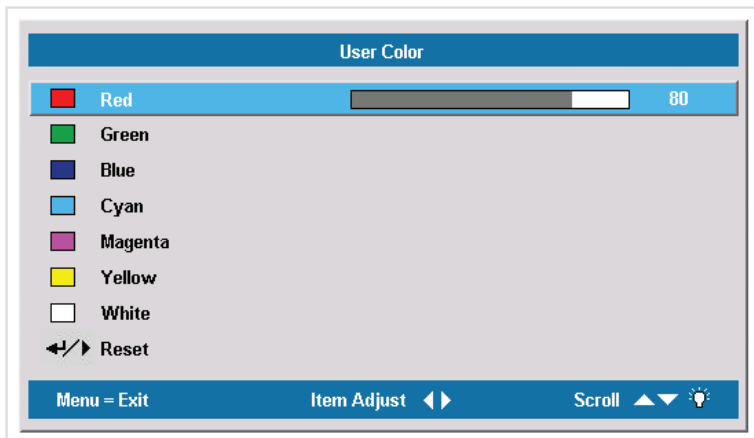 User Color
Red 80
Green
Blue
Cyan
Magenta
Yellow
White
Reset
Menu = Exit Item Adjust Scroll